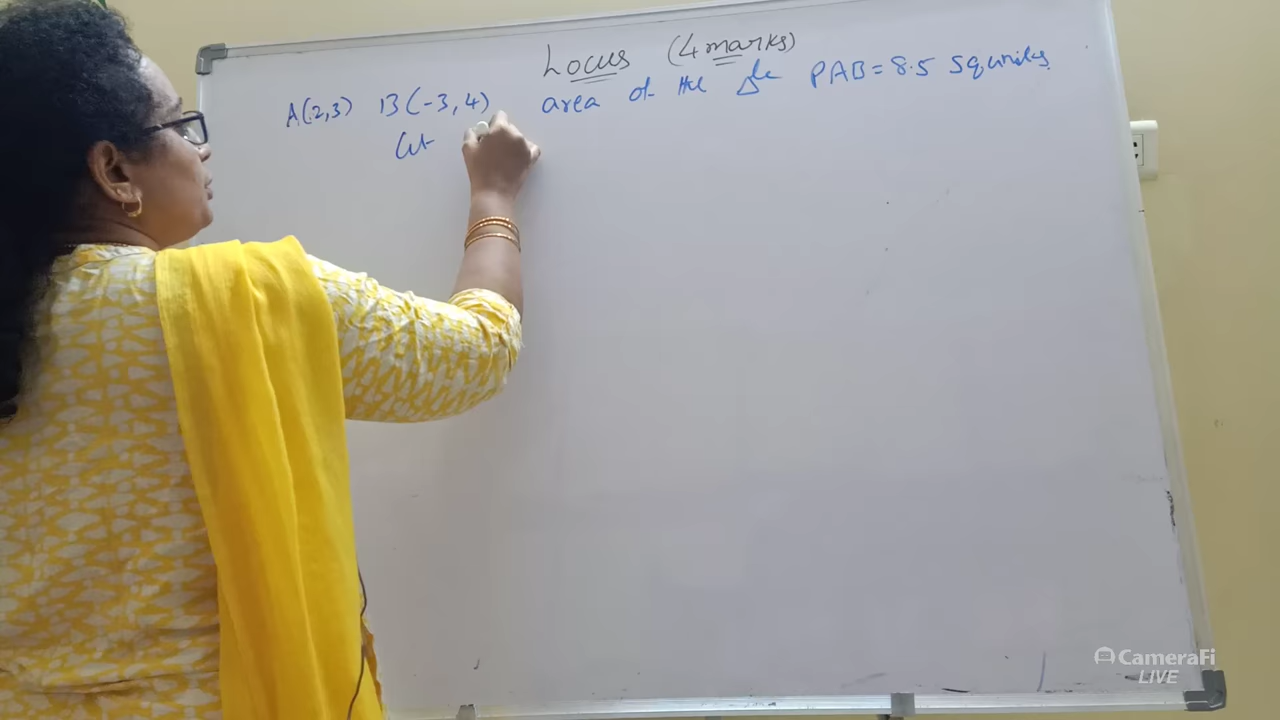 Locus (4 marks)
A(2,3) B(-3,4) area of the Δle PAB = 8.5 sq units
Let
CameraFi
LIVE